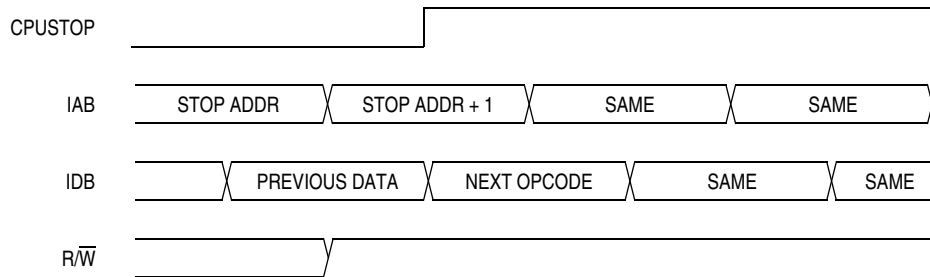 CPUSTOP
IAB STOP ADDR STOP ADDR + 1 SAME SAME
IDB PREVIOUS DATA NEXT OPCODE SAME SAME
R/W̅